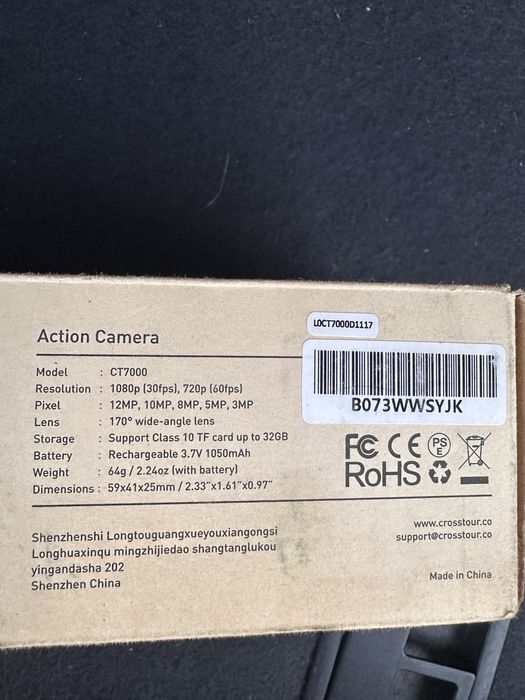 L0CT7000D1117
Action Camera
B073WWSYJK
Model : CT7000
Resolution : 1080p (30fps), 720p (60fps)
Pixel : 12MP, 10MP, 8MP, 5MP, 3MP
Lens : 170° wide-angle lens
Storage : Support Class 10 TF card up to 32GB
Battery : Rechargeable 3.7V 1050mAh
Weight : 64g / 2.24oz (with battery)
Dimensions : 59x41x25mm / 2.33"x1.61"x0.97"
FC CE PS E
RoHS
www.crosstour.co
support@crosstour.co
Shenzhenshi Longtouguangxueyouxiangongsi
Longhuaxinqu mingzhijiedao shangtanglukou
yingandasha 202
Shenzhen China
Made in China